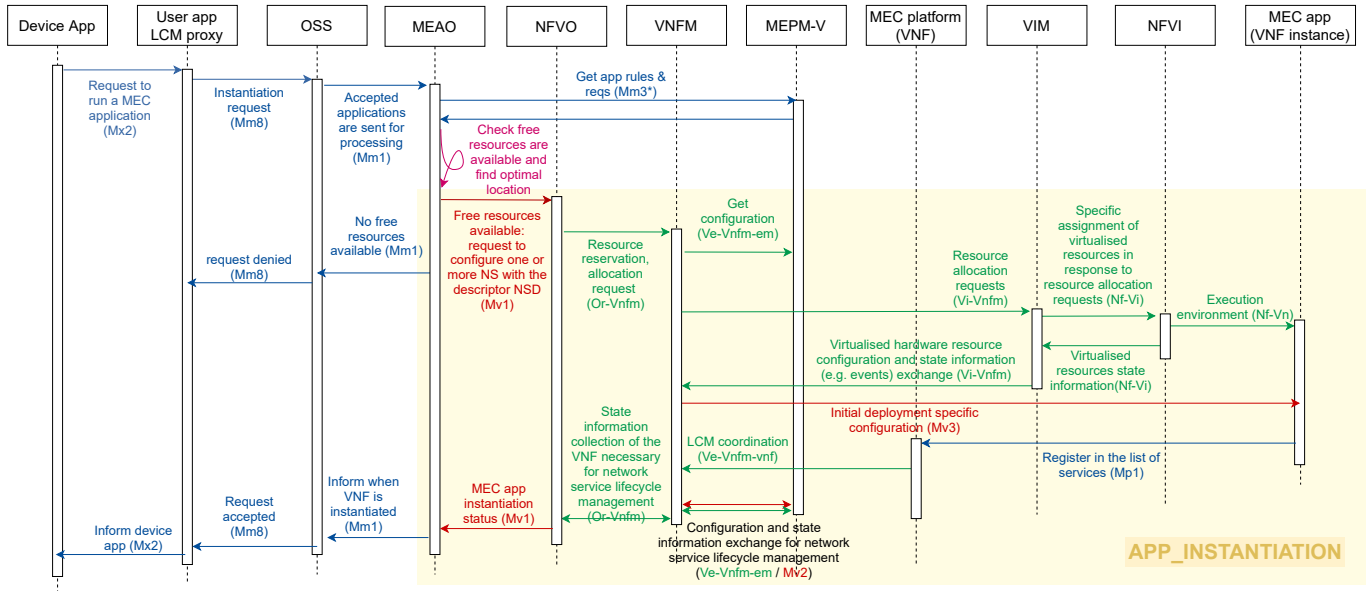 Device App
User app
LCM proxy
OSS
MEAO
NFVO
VNFM
MEPM-V
MEC platform
(VNF)
VIM
NFVI
MEC app
(VNF instance)
Request to
run a MEC
application
(Mx2)
Instantiation
request
(Mm8)
Accepted
applications
are sent for
processing
(Mm1)
Get app rules &
reqs (Mm3*)
Check free
resources are
available and
find optimal
location
No free
resources
available (Mm1)
request denied
(Mm8)
Free resources
available:
request to
configure one or
more NS with the
descriptor NSD
(Mv1)
Resource
reservation,
allocation
request
(Or-Vnfm)
Get
configuration
(Ve-Vnfm-em)
Resource
allocation
requests
(Vi-Vnfm)
Specific
assignment of
virtualised
resources in
response to
resource allocation
requests (Nf-Vi)
Execution
environment (Nf-Vn)
Virtualised hardware resource
configuration and state information
(e.g. events) exchange (Vi-Vnfm)
Virtualised
resources state
information(Nf-Vi)
Initial deployment specific
configuration (Mv3)
State
information
collection of the
VNF necessary
for network
service lifecycle
management
(Or-Vnfm)
LCM coordination
(Ve-Vnfm-vnf)
Register in the list of
services (Mp1)
MEC app
instantiation
status (Mv1)
Inform when
VNF is
instantiated
(Mm1)
Request
accepted
(Mm8)
Inform device
app (Mx2)
Configuration and state
information exchange for network
service lifecycle management
(Ve-Vnfm-em / Mv2)
APP_INSTANTIATION